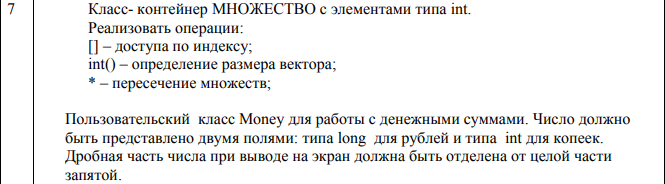 7
Класс- контейнер МНОЖЕСТВО с элементами типа int.
Реализовать операции:
[] – доступа по индексу;
int() – определение размера вектора;
* – пересечение множеств;
Пользовательский класс Money для работы с денежными суммами. Число должно
быть представлено двумя полями: типа long для рублей и типа int для копеек.
Дробная часть числа при выводе на экран должна быть отделена от целой части
запятой.